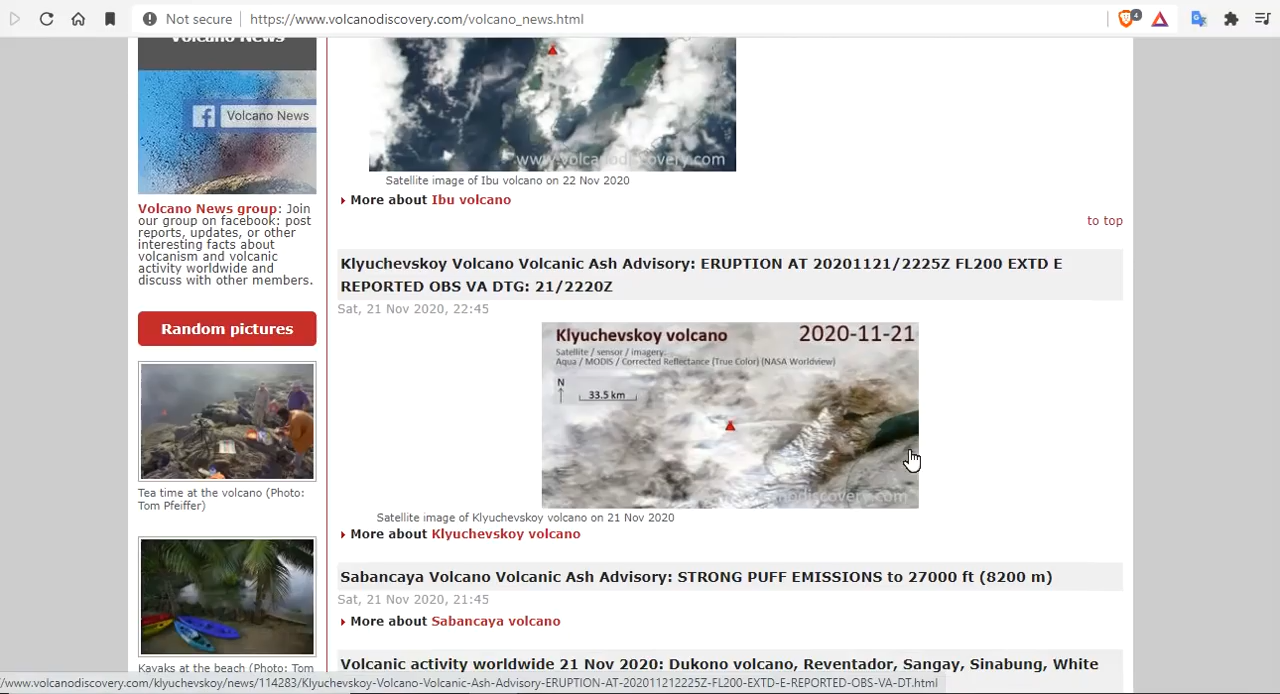 Not secure
https://www.volcanodiscovery.com/volcano_news.html
4
Volcano News
Volcano News
Volcano News group: Join
our group on facebook: post
reports, updates, or other
interesting facts about
volcanism and volcanic
activity worldwide and
discuss with other members.
Random pictures
Tea time at the volcano (Photo:
Tom Pfeiffer)
Kayaks at the beach (Photo: Tom
www.volcanodiscovery.com
Satellite image of Ibu volcano on 22 Nov 2020
More about Ibu volcano
to top
Klyuchevskoy Volcano Volcanic Ash Advisory: ERUPTION AT 20201121/2225Z FL200 EXTD E
REPORTED OBS VA DTG: 21/2220Z
Sat, 21 Nov 2020, 22:45
Klyuchevskoy volcano
2020-11-21
Satellite / sensor / imagery:
Aqua / MODIS / Corrected Reflectance (True Color) (NASA Worldview)
N
33.5 km
volcanodiscovery.com
Satellite image of Klyuchevskoy volcano on 21 Nov 2020
More about Klyuchevskoy volcano
Sabancaya Volcano Volcanic Ash Advisory: STRONG PUFF EMISSIONS to 27000 ft (8200 m)
Sat, 21 Nov 2020, 21:45
More about Sabancaya volcano
Volcanic activity worldwide 21 Nov 2020: Dukono volcano, Reventador, Sangay, Sinabung, White
/www.volcanodiscovery.com/klyuchevskoy/news/114283/Klyuchevskoy-Volcano-Volcanic-Ash-Advisory-ERUPTION-AT-202011212225Z-FL200-EXTD-E-REPORTED-OBS-VA-DT.html